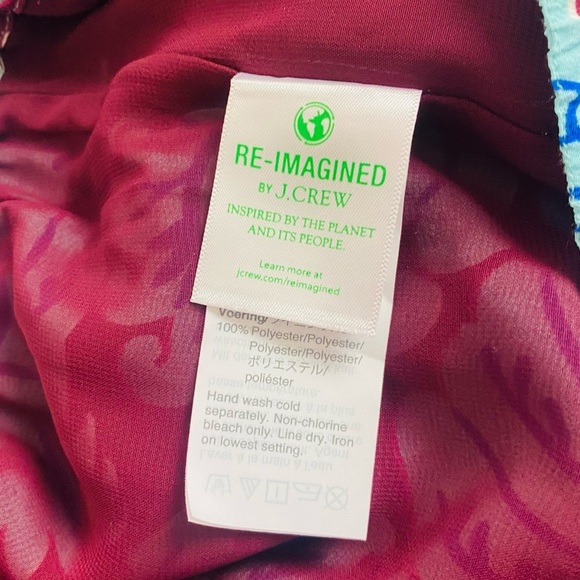 RE-IMAGINED
BY J.CREW
INSPIRED BY THE PLANET
AND ITS PEOPLE.
Learn more at
jcrew.com/reimagined
Voering/
100% Polyester/Polyester/
Polyester/Polyester/
ポリエステル/
poliéster
Hand wash cold
separately. Non-chlorine
bleach only. Line dry. Iron
on lowest setting.